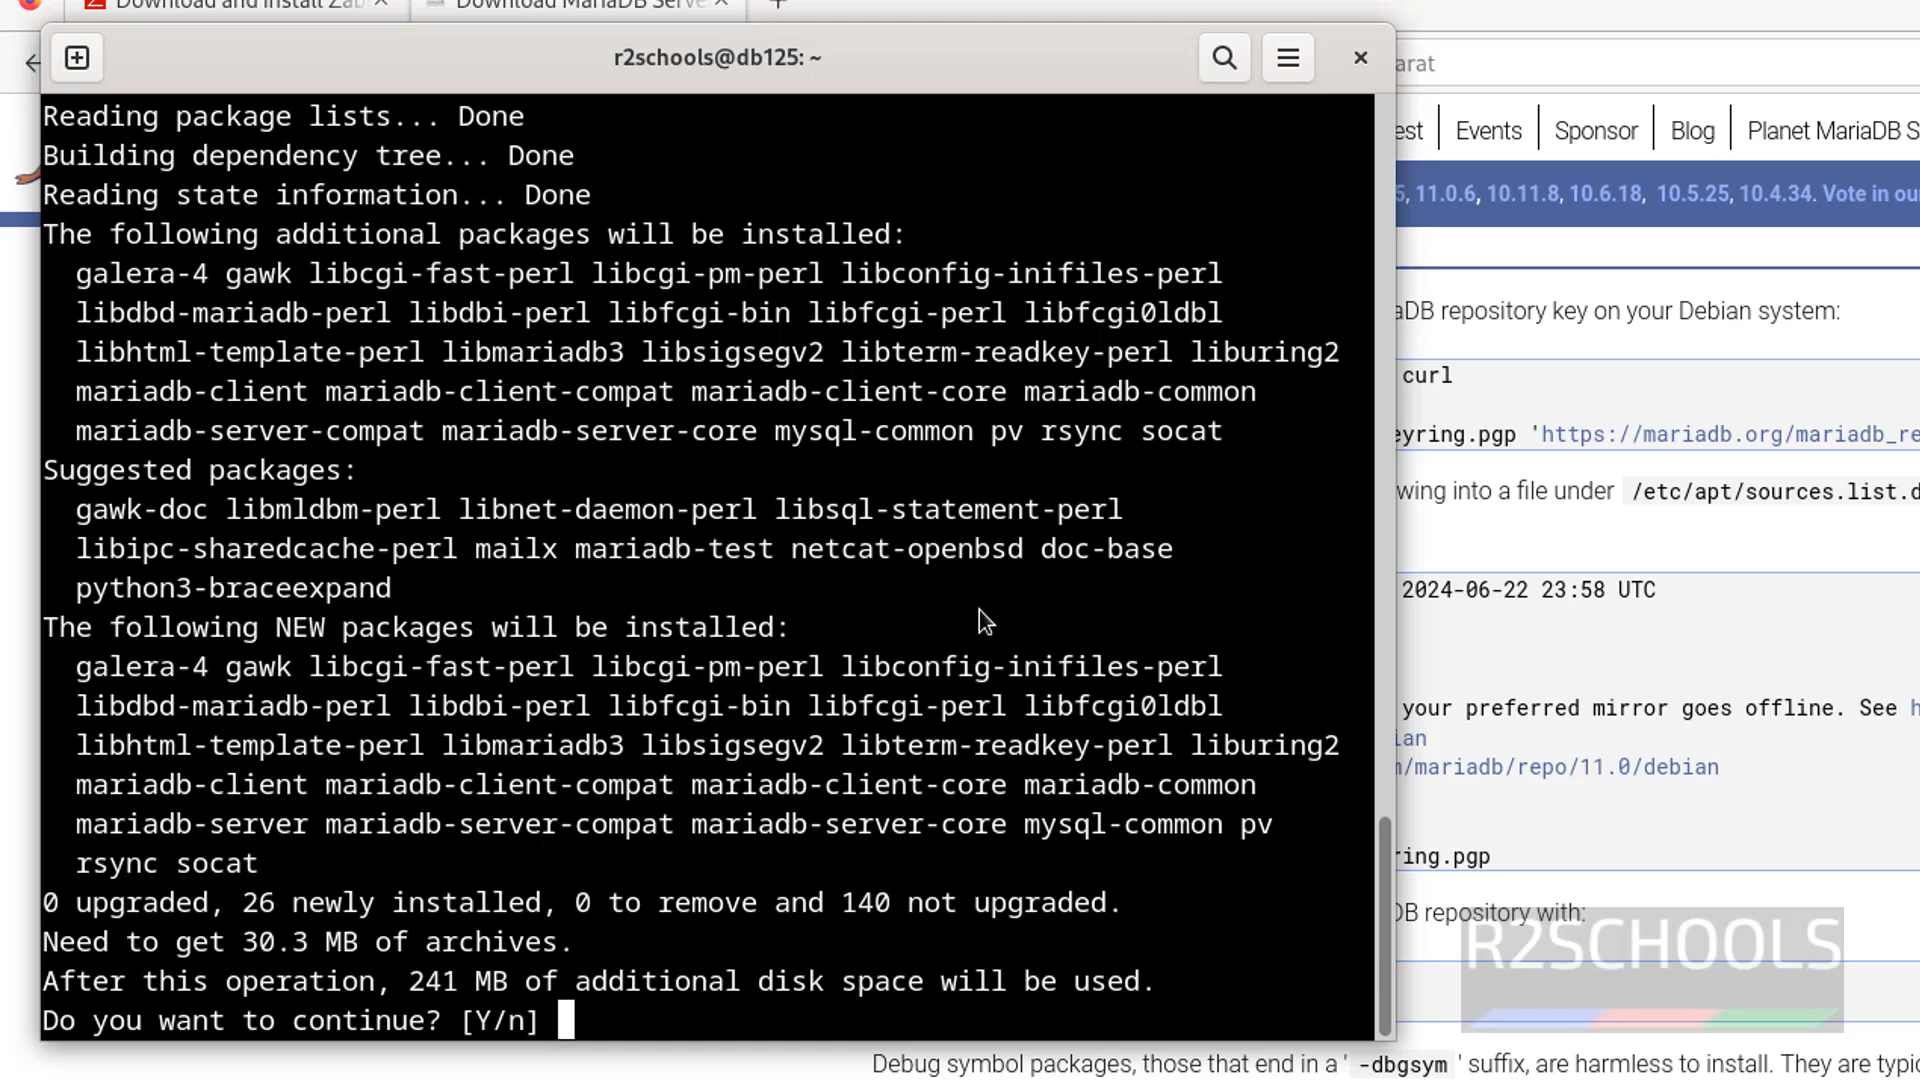 Download and Install Zab
Download MariaDB Serve
r2schools@db125: ~
arat
Reading package lists... Done
Building dependency tree... Done
Reading state information... Done
The following additional packages will be installed:
galera-4 gawk libcgi-fast-perl libcgi-pm-perl libconfig-inifiles-perl
libdbd-mariadb-perl libdbi-perl libfcgi-bin libfcgi-perl libfcgi0ldbl
libhtml-template-perl libmariadb3 libsigsegv2 libterm-readkey-perl liburing2
mariadb-client mariadb-client-compat mariadb-client-core mariadb-common
mariadb-server-compat mariadb-server-core mysql-common pv rsync socat
Suggested packages:
gawk-doc libmldbm-perl libnet-daemon-perl libsql-statement-perl
libipc-sharedcache-perl mailx mariadb-test netcat-openbsd doc-base
python3-braceexpand
The following NEW packages will be installed:
galera-4 gawk libcgi-fast-perl libcgi-pm-perl libconfig-inifiles-perl
libdbd-mariadb-perl libdbi-perl libfcgi-bin libfcgi-perl libfcgi0ldbl
libhtml-template-perl libmariadb3 libsigsegv2 libterm-readkey-perl liburing2
mariadb-client mariadb-client-compat mariadb-client-core mariadb-common
mariadb-server mariadb-server-compat mariadb-server-core mysql-common pv
rsync socat
0 upgraded, 26 newly installed, 0 to remove and 140 not upgraded.
Need to get 30.3 MB of archives.
After this operation, 241 MB of additional disk space will be used.
Do you want to continue? [Y/n]
est Events Sponsor Blog Planet MariaDB S
5, 11.0.6, 10.11.8, 10.6.18, 10.5.25, 10.4.34. Vote in ou
aDB repository key on your Debian system:
curl
eyring.pgp 'https://mariadb.org/mariadb_re
wing into a file under /etc/apt/sources.list.d
2024-06-22 23:58 UTC
your preferred mirror goes offline. See h
ian
m/mariadb/repo/11.0/debian
ring.pgp
DB repository with:
R2SCHOOLS
Debug symbol packages, those that end in a '-dbgsym' suffix, are harmless to install. They are typic